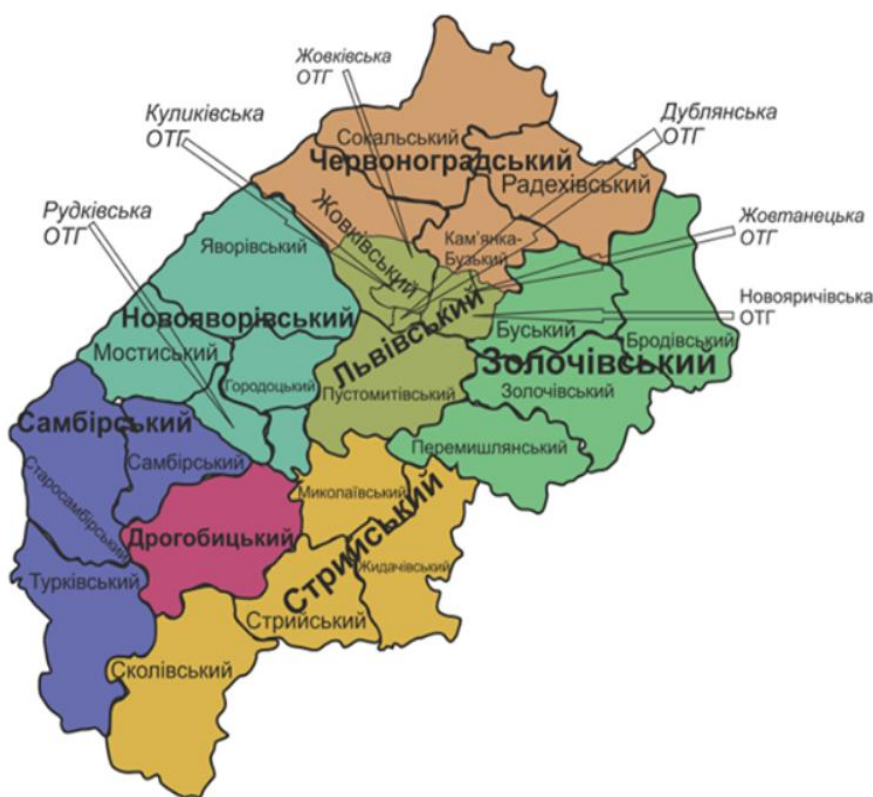 Жовківська
ОТГ
Куликівська
ОТГ
Дублянська
ОТГ
Сокальський
Червоноградський
Радехівський
Рудківська
ОТГ
Жовківський
Кам'янка-
Бузький
Жовтанецька
ОТГ
Яворівський
Новояворівський
Мостиський
Городоцький
Львівський
Пустомитівський
Новояричівська
ОТГ
Буський
Бродівський
Золочівський
Золочівський
Перемишлянський
Самбірський
Самбірський
Старосамбірський
Дрогобицький
Турківський
Миколаївський
Стрийський
Жидачівський
Стрийський
Сколівський